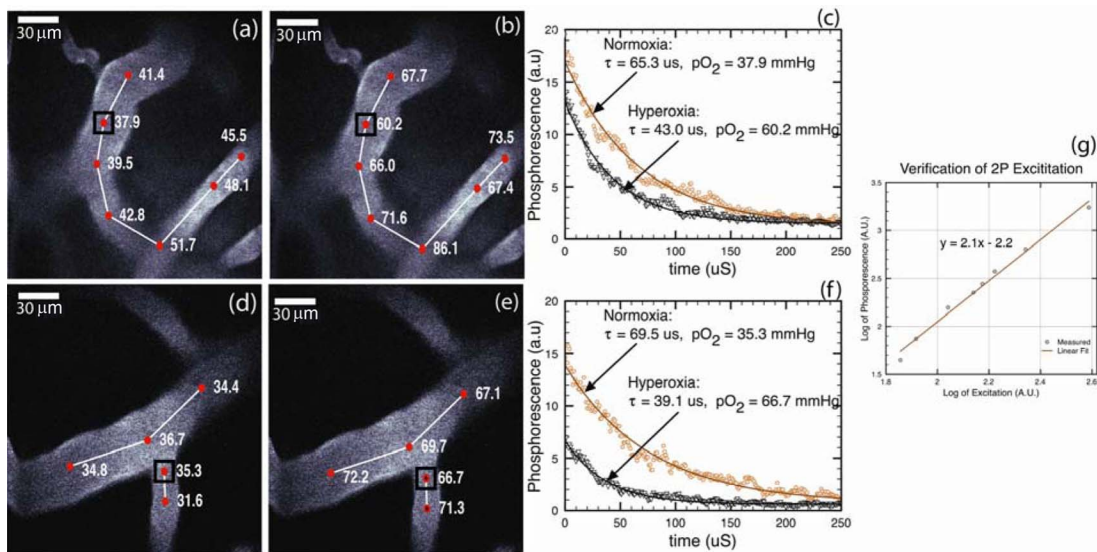 30 µm
(a)
41.4
37.9
39.5
42.8
51.7
48.1
45.5
30 µm
(b)
67.7
60.2
66.0
71.6
86.1
67.4
73.5
(c)
20
15
10
5
0
Phosphorescence (a.u)
Normoxia:
τ = 65.3 us, pO2 = 37.9 mmHg
Hyperoxia:
τ = 43.0 us, pO2 = 60.2 mmHg
0 50 100 150 200 250
time (uS)
30 µm
(d)
34.4
36.7
34.8
35.3
31.6
30 µm
(e)
67.1
69.7
72.2
66.7
71.3
(f)
20
15
10
5
0
Phosphorescence (a.u)
Normoxia:
τ = 69.5 us, pO2 = 35.3 mmHg
Hyperoxia:
τ = 39.1 us, pO2 = 66.7 mmHg
0 50 100 150 200 250
time (uS)
(g)
Verification of 2P Excititation
3.5
3
2.5
2
1.5
Log of Phosporescence (A.U.)
y = 2.1x - 2.2
Measured
Linear Fit
1.8 2 2.2 2.4 2.6
Log of Excitation (A.U.)